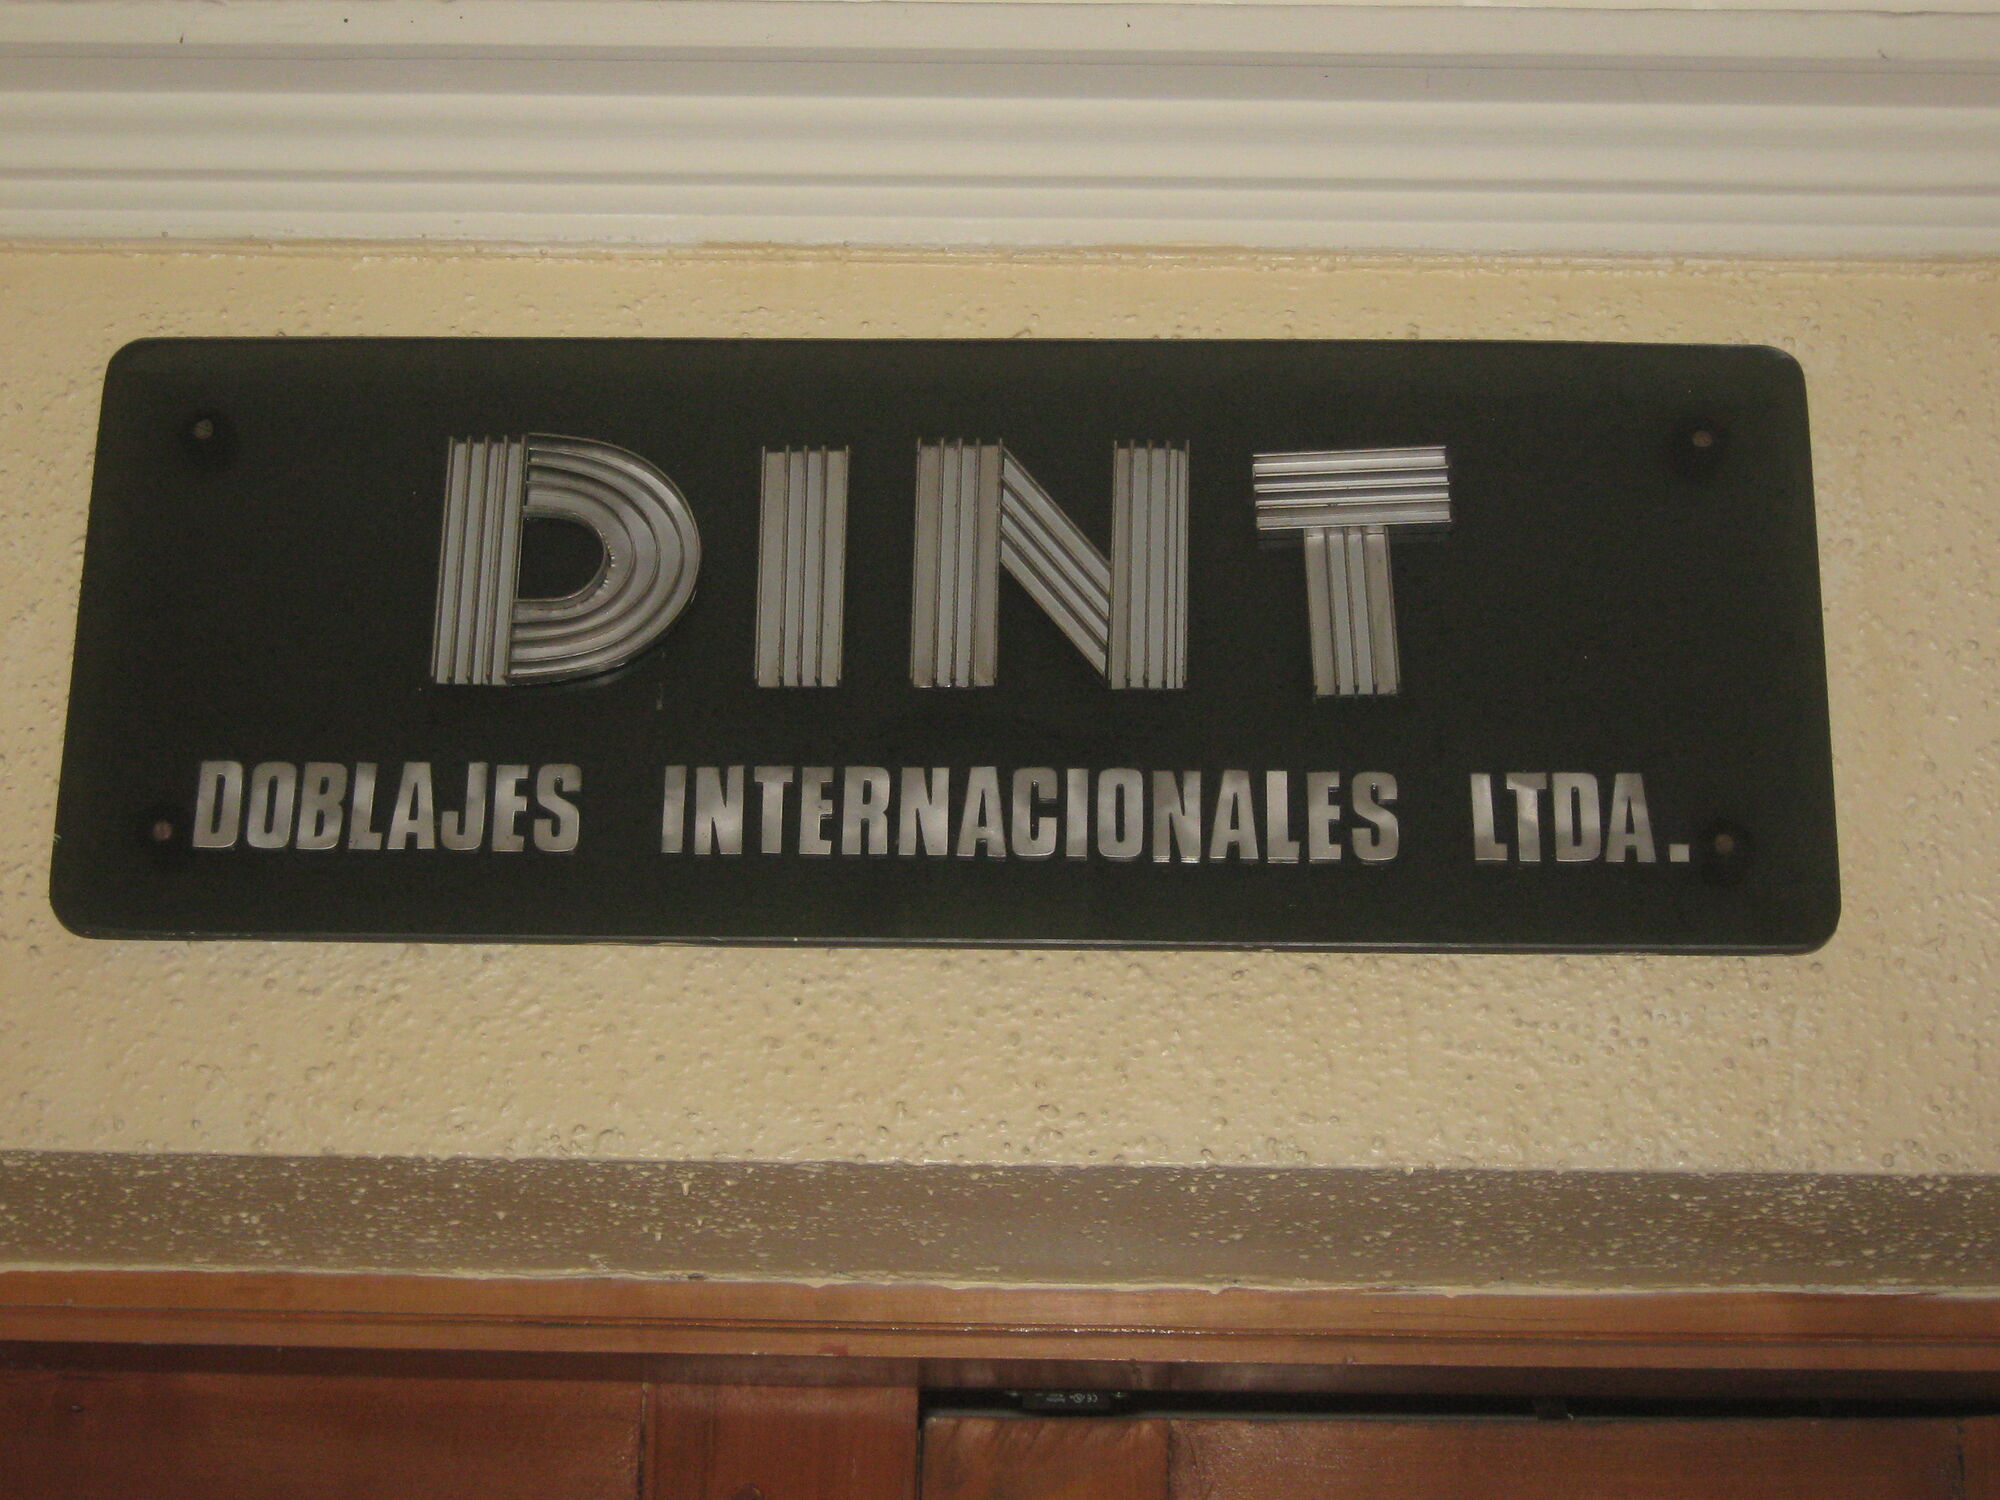 DINT
DOBLAJES INTERNACIONALES LTDA.